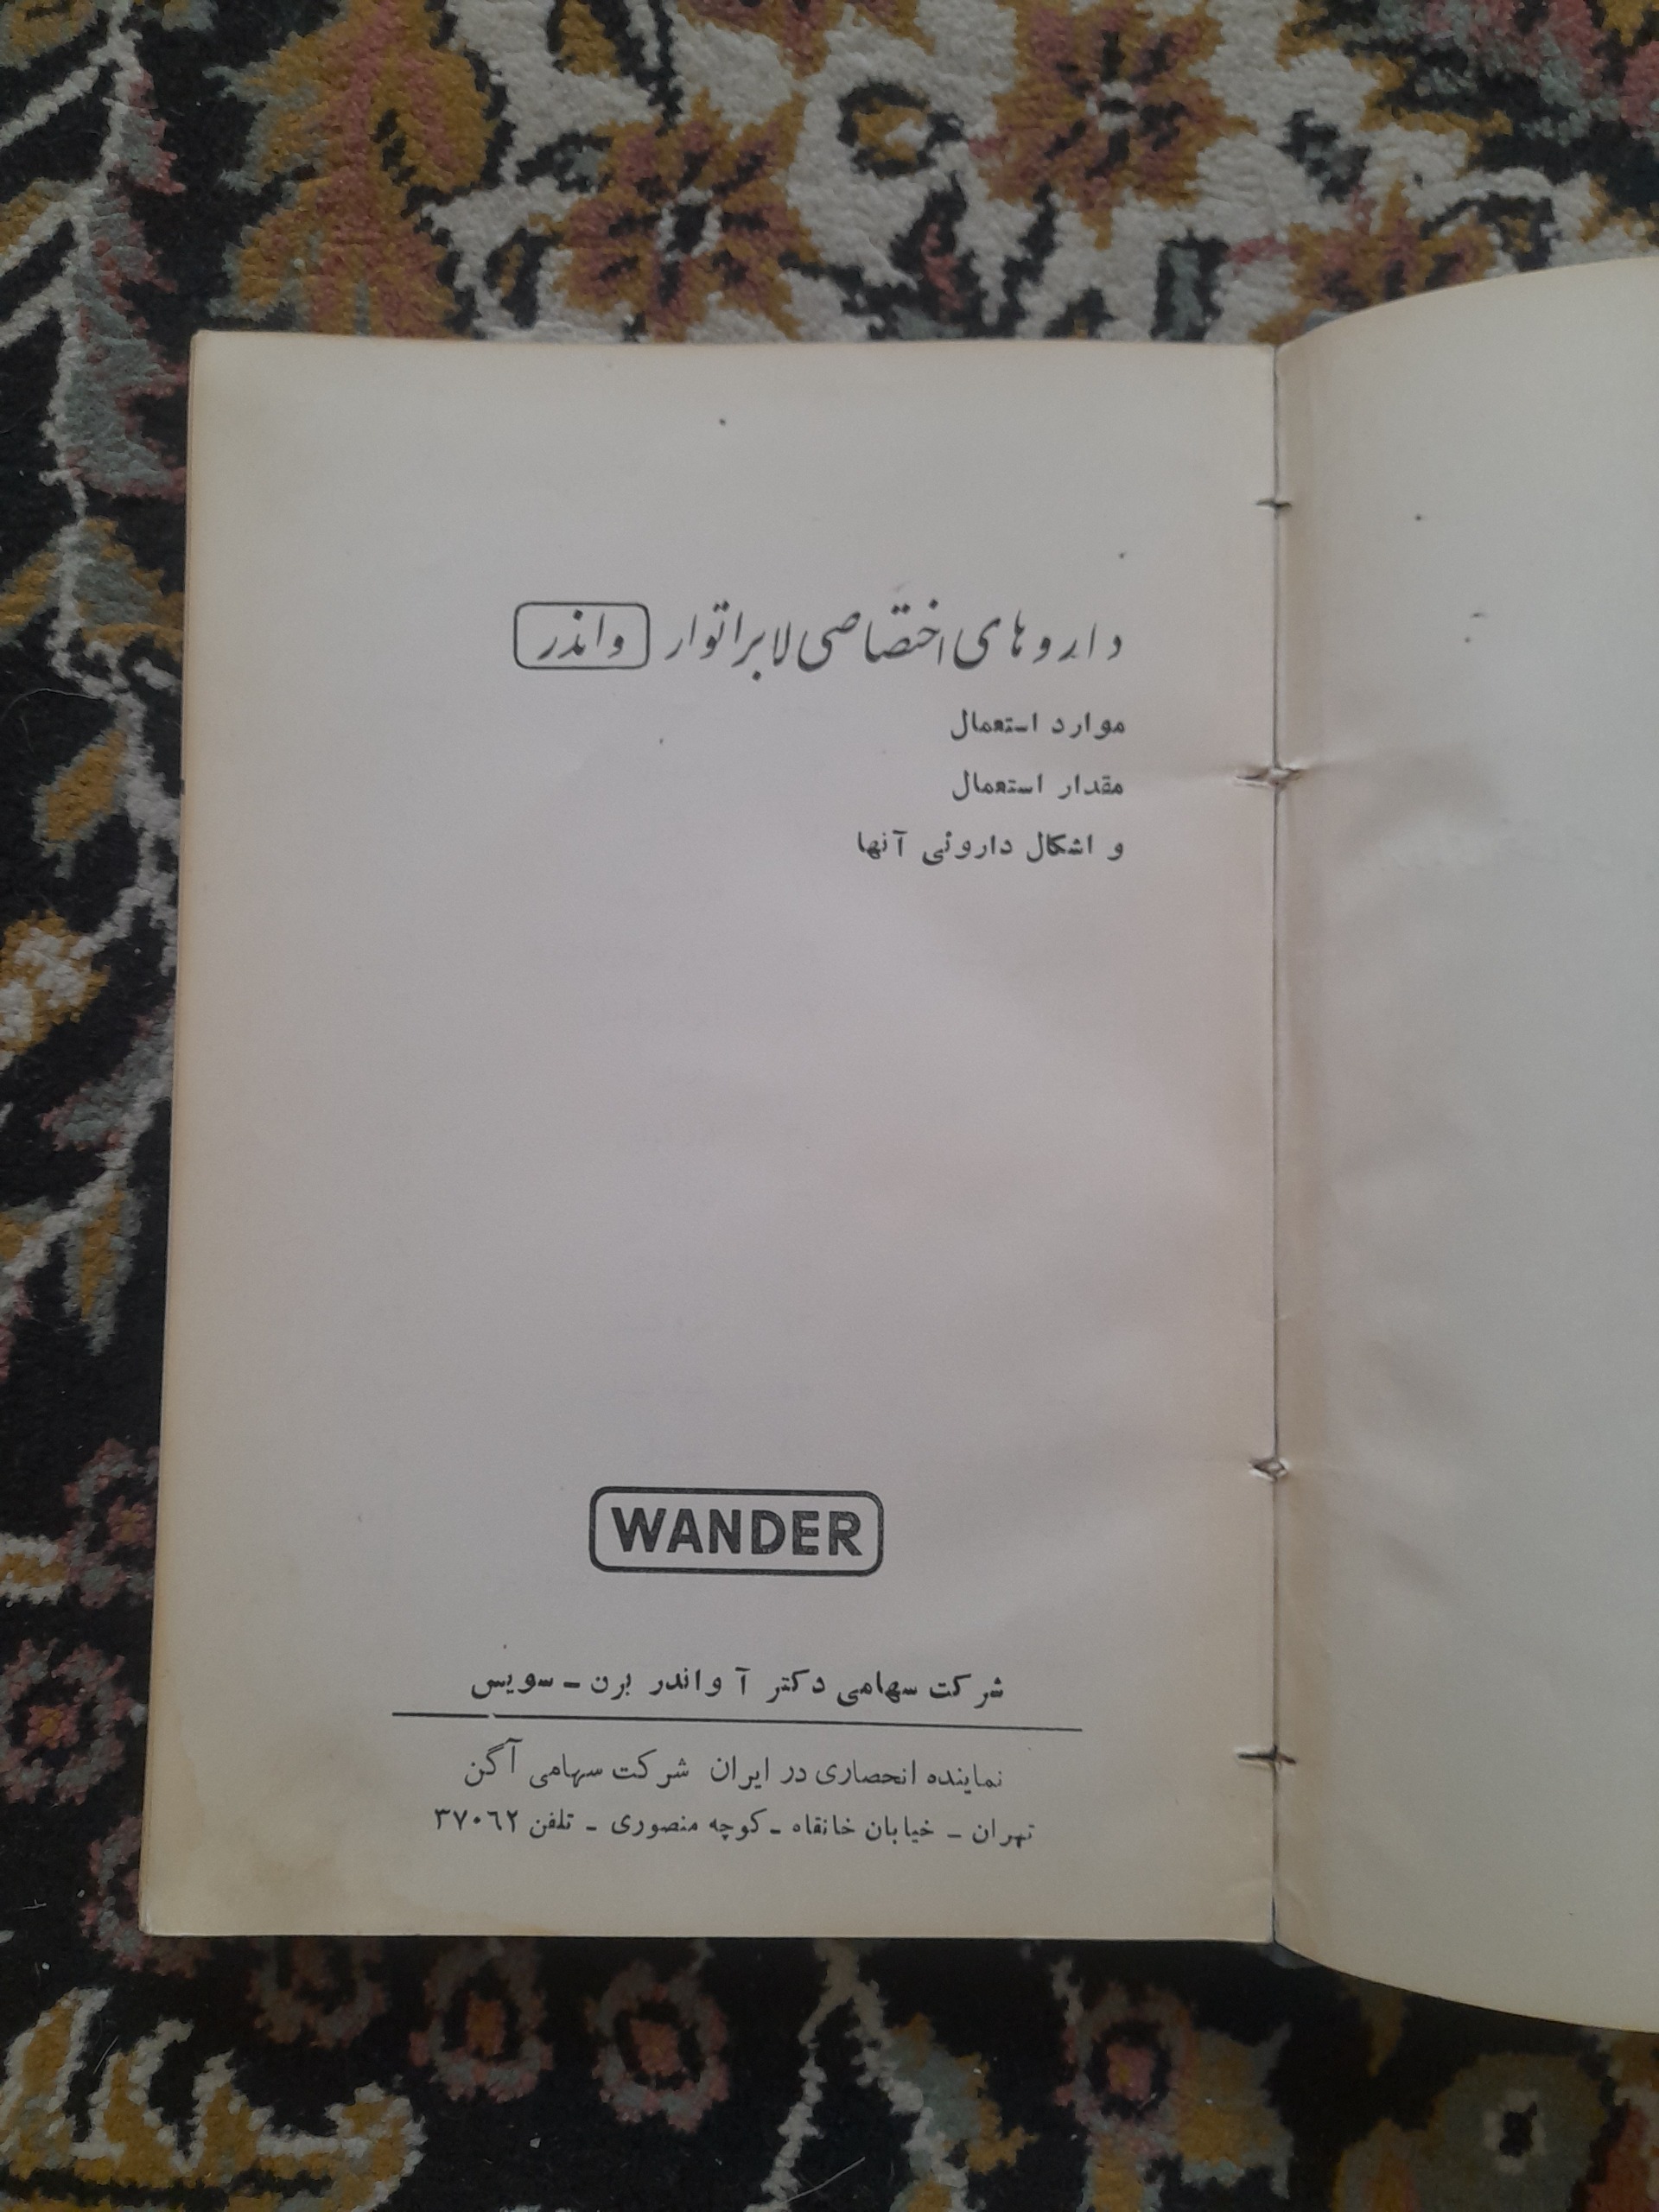 داروهای اختصاصی لابراتوار واندر
موارد استعمال
مقدار استعمال
و اشکال داروئی آنها
WANDER
شرکت سهامی دکتر آ واندر برن - سویس
نماینده انحصاری در ایران شرکت سهامی آگن
تهران - خیابان خانقاه - کوچه منصوری - تلفن ۳۷۰۶۲